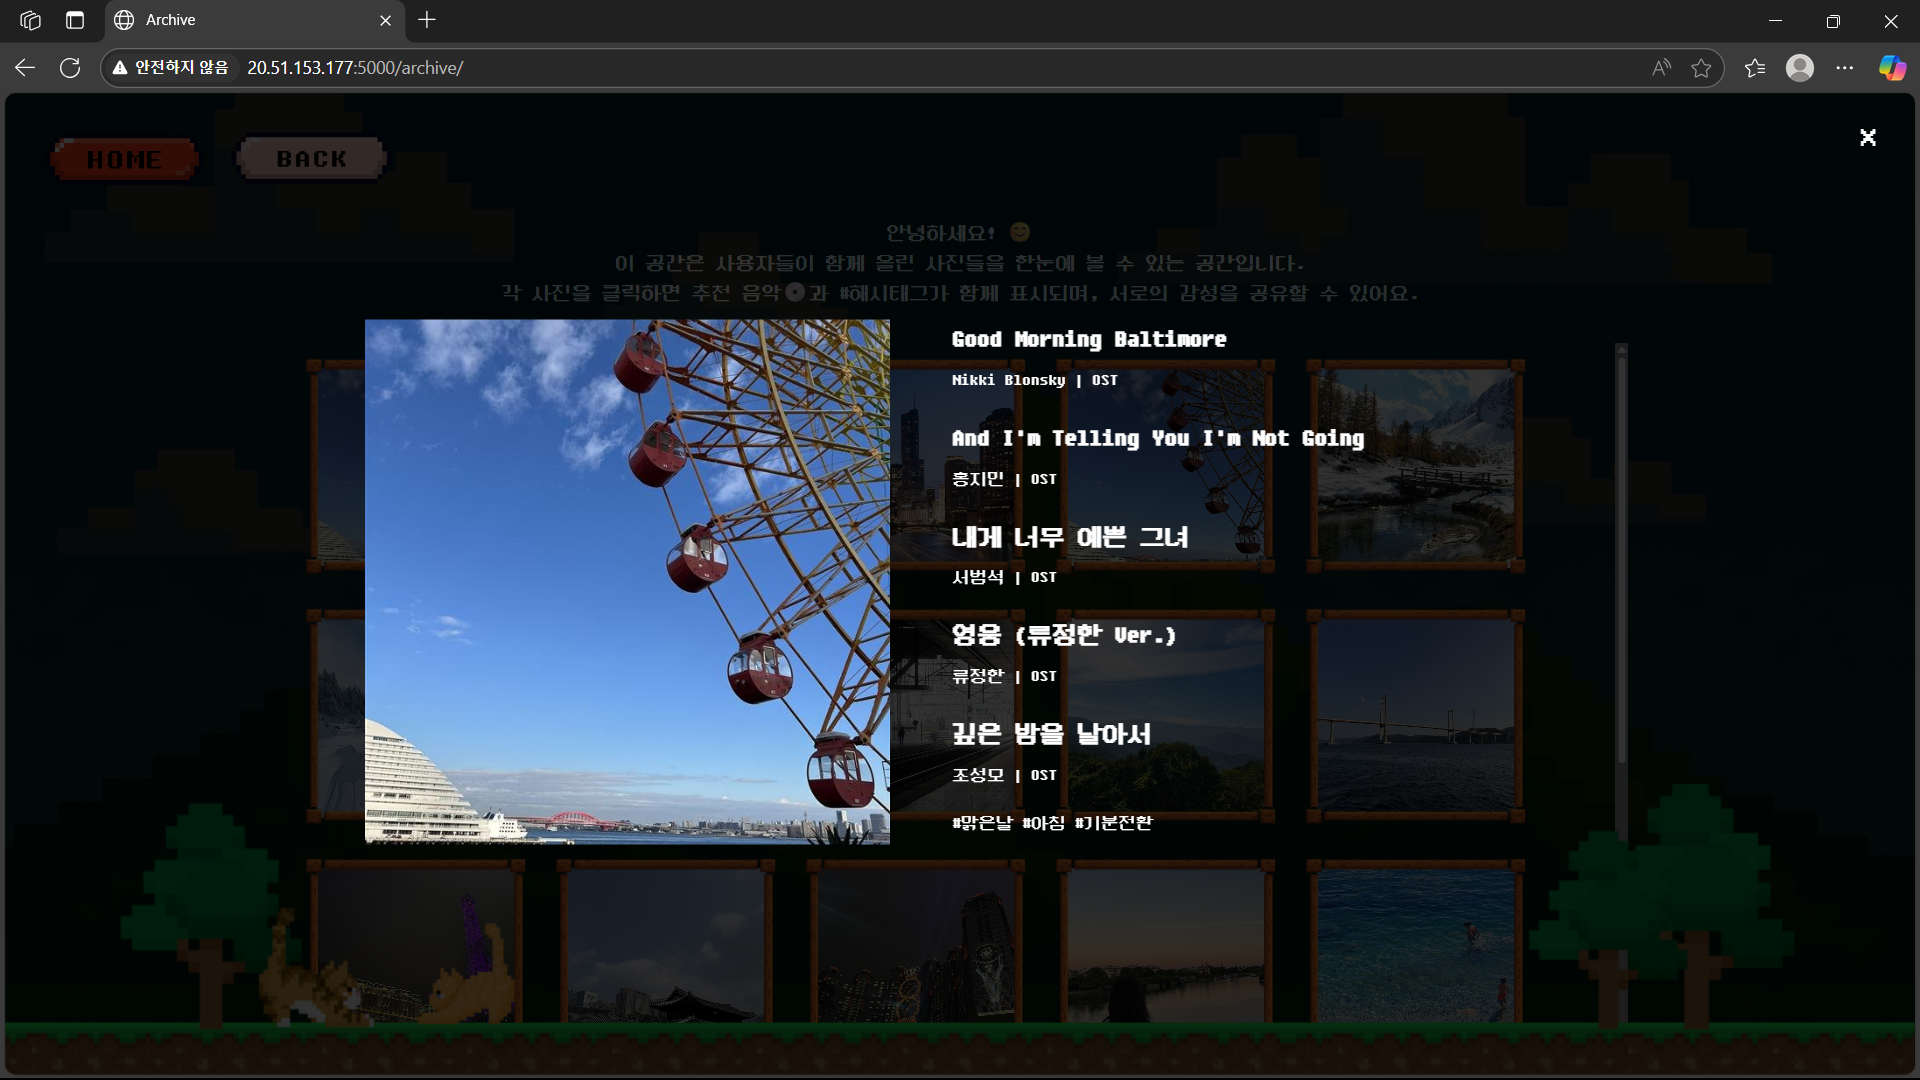 Archive
안전하지 않음
20.51.153.177:5000/archive/
HOME
BACK
안녕하세요! 😊
이 공간은 사용자들이 함께 올린 사진들을 한눈에 볼 수 있는 공간입니다.
각 사진을 클릭하면 추천 음악💿과 #해시태그가 함께 표시되며, 서로의 감성을 공유할 수 있어요.
Good Morning Baltimore
Nikki Blonsky | OST
And I'm Telling You I'm Not Going
홍지민 | OST
내게 너무 예쁜 그녀
서범석 | OST
영웅 (류정한 Ver.)
류정한 | OST
깊은 밤을 날아서
조성모 | OST
#맑은날 #아침 #기분전환